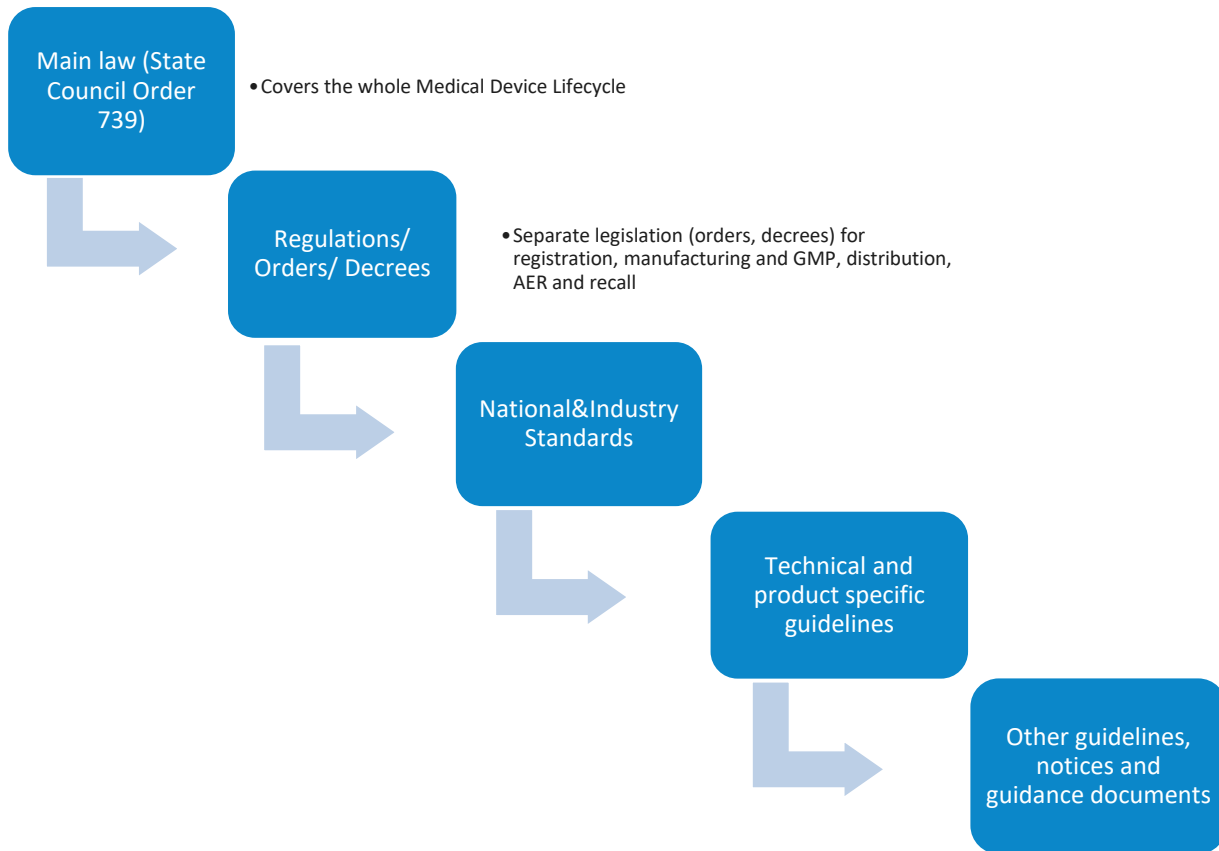 Main law (State
Council Order
739)
•Covers the whole Medical Device Lifecycle
Regulations/
Orders/ Decrees
•Separate legislation (orders, decrees) for
registration, manufacturing and GMP, distribution,
AER and recall
National&Industry
Standards
Technical and
product specific
guidelines
Other guidelines,
notices and
guidance documents